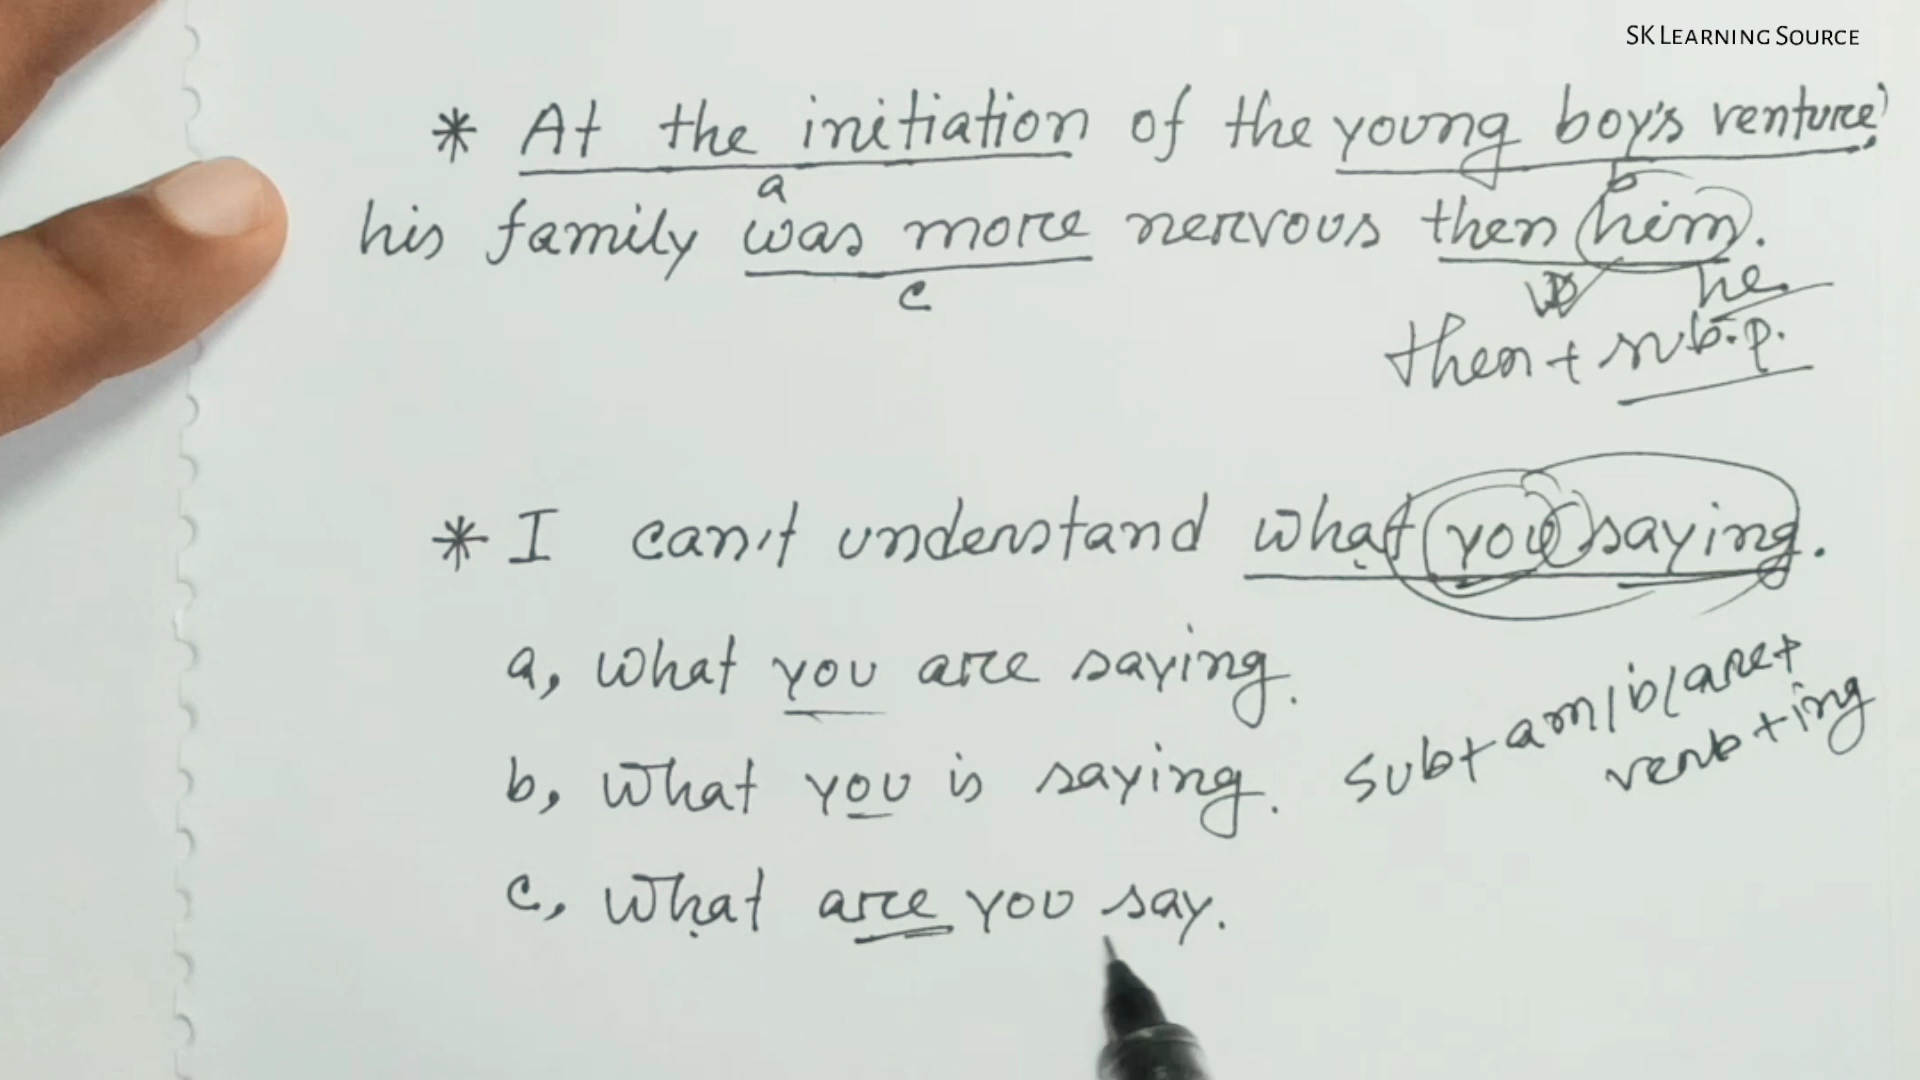 SK LEARNING SOURCE
* At the initiation of the young boy's venture,
a b
his family was more nervous then him.
c D he
then + sub.p.
* I can't understand what you saying.
a, what you are saying.
b, what you is saying.
c, what are you say.
sub+ am/is/are+
verb+ing